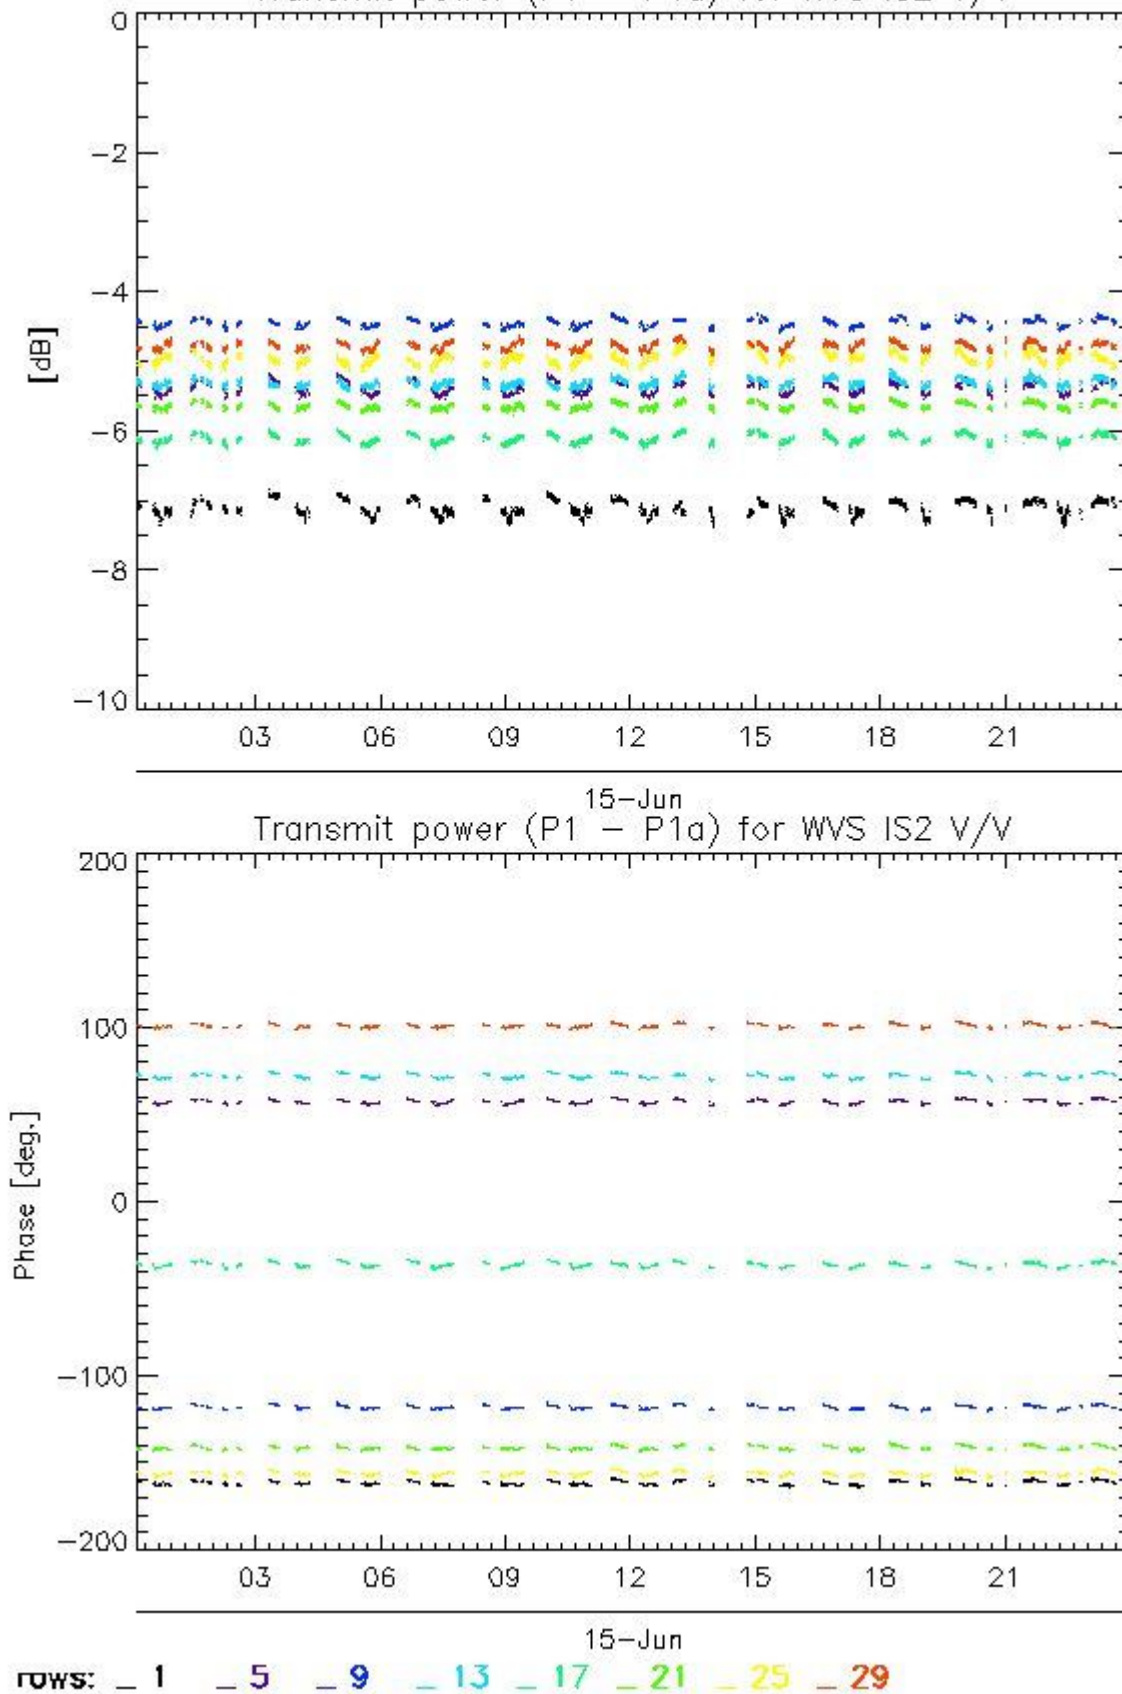 0
-2
-4
[dB]
-6
-8
-10
03 06 09 12 15 18 21
15-Jun
Transmit power (P1 - P1a) for WVS IS2 V/V
200
100
Phase [deg.]
0
-100
-200
03 06 09 12 15 18 21
15-Jun
rows: _ 1 _ 5 _ 9 _ 13 _ 17 _ 21 _ 25 _ 29